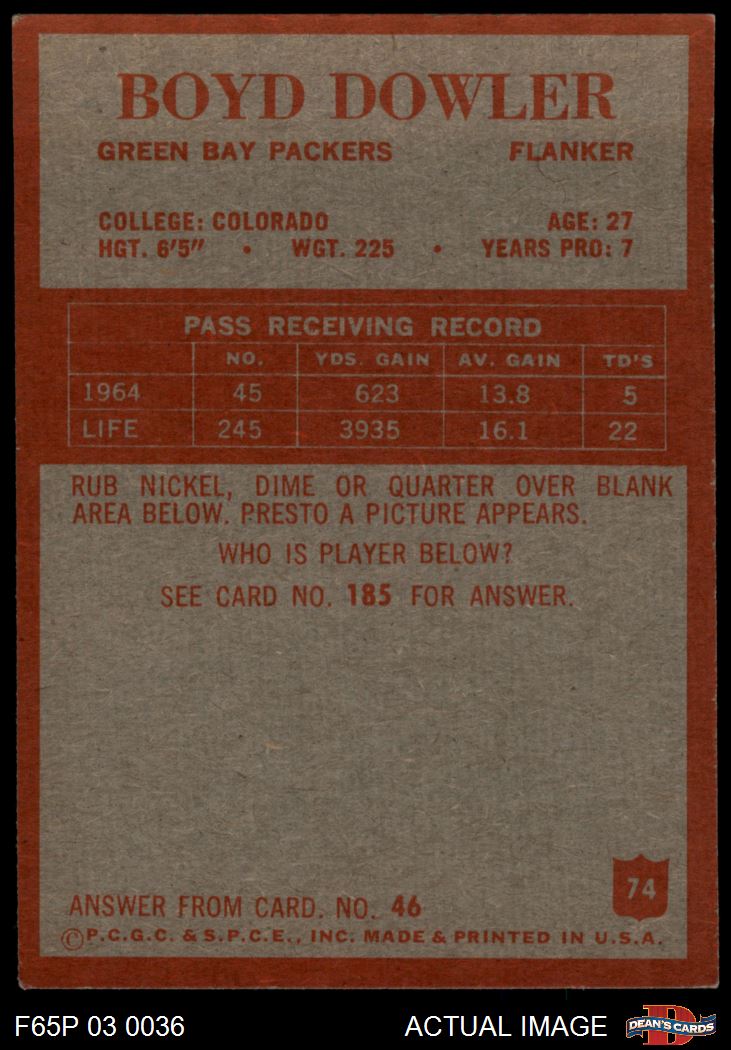 BOYD DOWLER
GREEN BAY PACKERS FLANKER
COLLEGE: COLORADO AGE: 27
HGT. 6'5" • WGT. 225 • YEARS PRO: 7
PASS RECEIVING RECORD
NO. YDS. GAIN AV. GAIN TD'S
1964 45 623 13.8 5
LIFE 245 3935 16.1 22
RUB NICKEL, DIME OR QUARTER OVER BLANK
AREA BELOW. PRESTO A PICTURE APPEARS.
WHO IS PLAYER BELOW?
SEE CARD NO. 185 FOR ANSWER.
74
ANSWER FROM CARD. NO. 46
©P.C.G.C. & S.P.C.E., INC. MADE & PRINTED IN U.S.A.
F65P 03 0036 ACTUAL IMAGE
D
DEAN'S CARDS